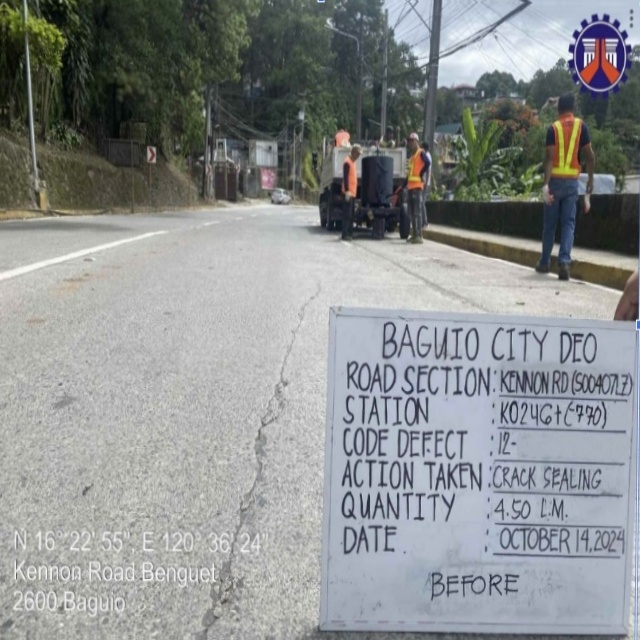 BAGUIO CITY DEO
ROAD SECTION: KENNON RD (S00407LZ)
STATION : K0246+(-770)
CODE DEFECT : 12-
ACTION TAKEN: CRACK SEALING
QUANTITY : 4.50 L.M.
DATE : OCTOBER 14, 2024
BEFORE
N 16° 22' 55", E 120° 36' 24"
Kennon Road Benguet
2600 Baguio